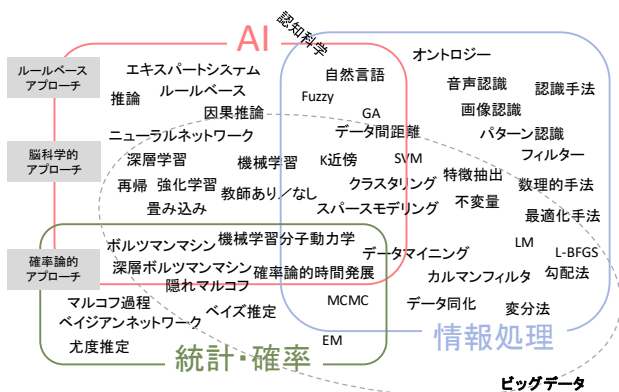 認知科学
AI
オントロジー
ルールベース
アプローチ
エキスパートシステム
自然言語
音声認識
認識手法
推論
ルールベース
Fuzzy
画像認識
因果推論
GA
ニューラルネットワーク
データ間距離
パターン認識
脳科学的
アプローチ
深層学習
機械学習
K近傍
SVM
フィルター
再帰
強化学習
教師あり／なし
クラスタリング
特徴抽出
数理的手法
畳み込み
スパースモデリング
不変量
最適化手法
確率論的
アプローチ
ボルツマンマシン
機械学習分子動力学
データマイニング
LM
L-BFGS
深層ボルツマンマシン
確率論的時間発展
カルマンフィルタ
勾配法
隠れマルコフ
マルコフ過程
ベイズ推定
MCMC
データ同化
変分法
ベイジアンネットワーク
尤度推定
EM
情報処理
統計・確率
ビッグデータ